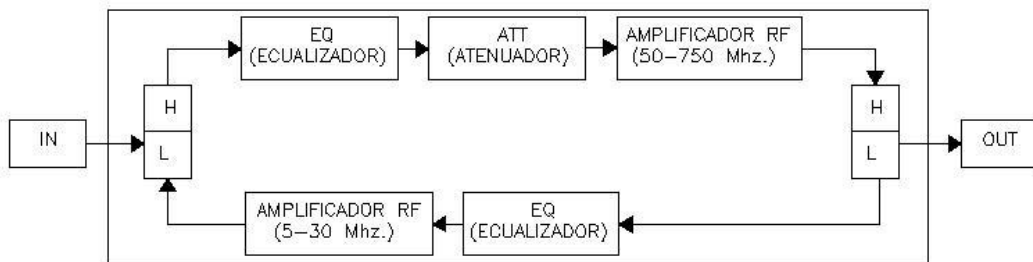 EQ
(ECUALIZADOR)
ATT
(ATENUADOR)
AMPLIFICADOR RF
(50-750 Mhz.)
H
L
H
L
IN
OUT
AMPLIFICADOR RF
(5-30 Mhz.)
EQ
(ECUALIZADOR)